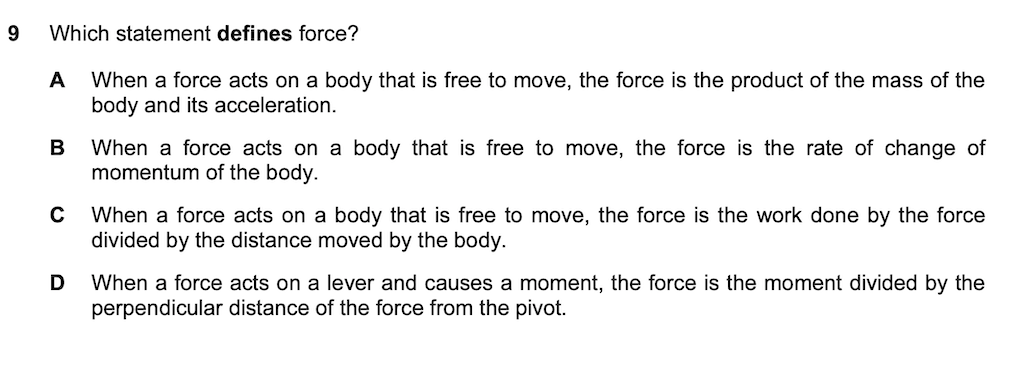 9 Which statement defines force?
A When a force acts on a body that is free to move, the force is the product of the mass of the
body and its acceleration.
B When a force acts on a body that is free to move, the force is the rate of change of
momentum of the body.
C When a force acts on a body that is free to move, the force is the work done by the force
divided by the distance moved by the body.
D When a force acts on a lever and causes a moment, the force is the moment divided by the
perpendicular distance of the force from the pivot.